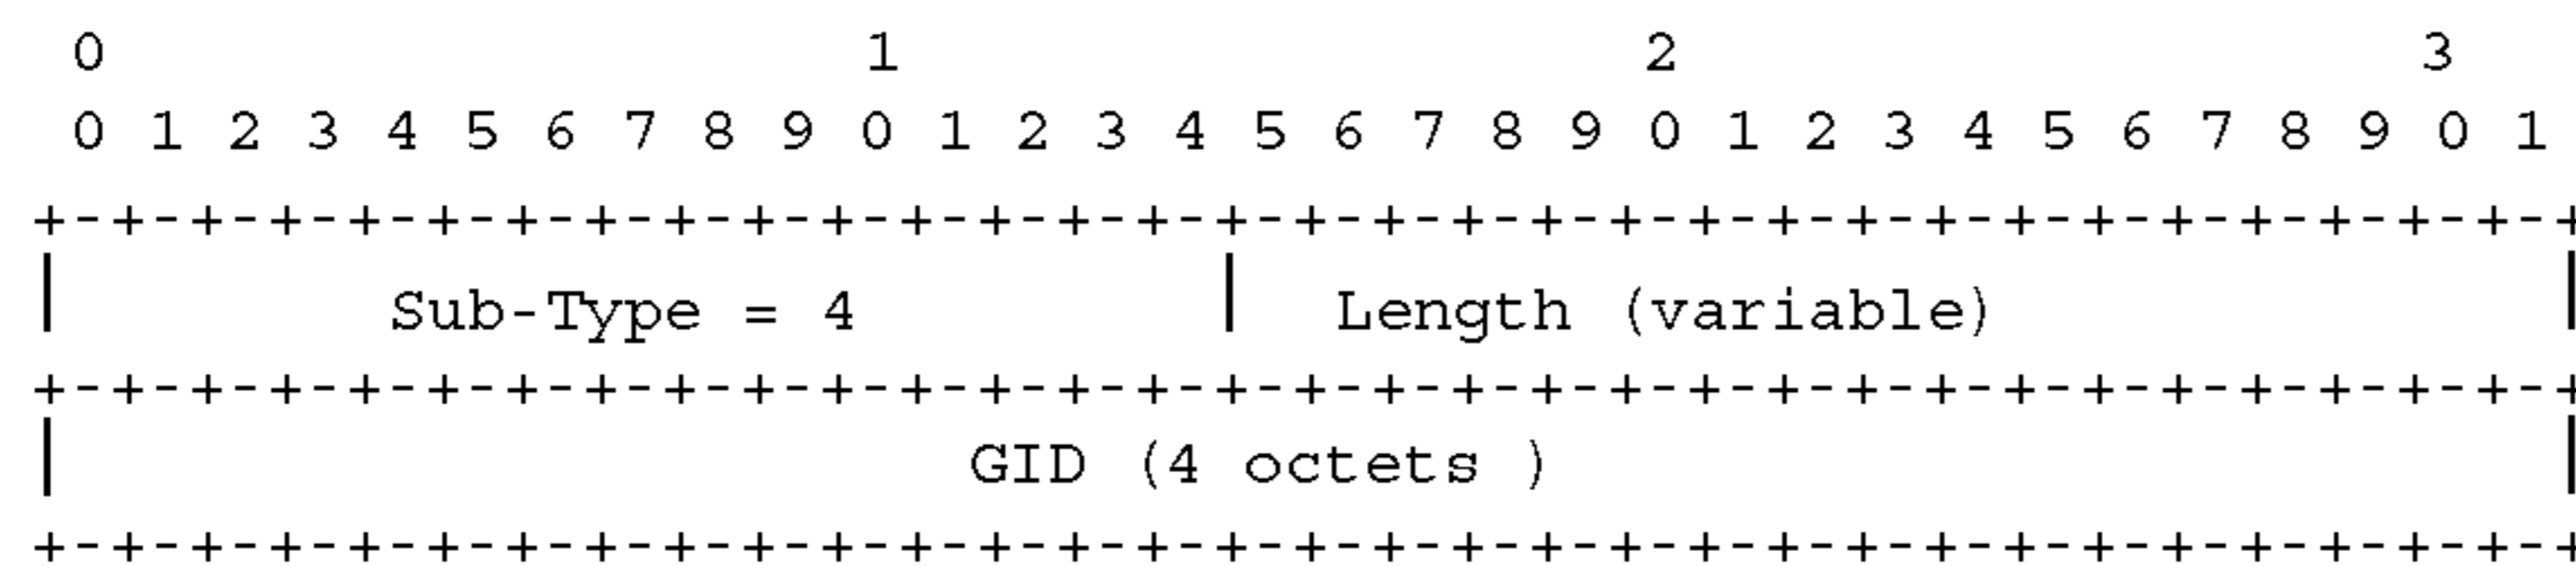 0                   1                   2                   3
 0 1 2 3 4 5 6 7 8 9 0 1 2 3 4 5 6 7 8 9 0 1 2 3 4 5 6 7 8 9 0 1
+-+-+-+-+-+-+-+-+-+-+-+-+-+-+-+-+-+-+-+-+-+-+-+-+-+-+-+-+-+-+-+-+
|        Sub-Type = 4         |  Length (variable)              |
+-+-+-+-+-+-+-+-+-+-+-+-+-+-+-+-+-+-+-+-+-+-+-+-+-+-+-+-+-+-+-+-+
|                       GID (4 octets )                         |
+-+-+-+-+-+-+-+-+-+-+-+-+-+-+-+-+-+-+-+-+-+-+-+-+-+-+-+-+-+-+-+-+